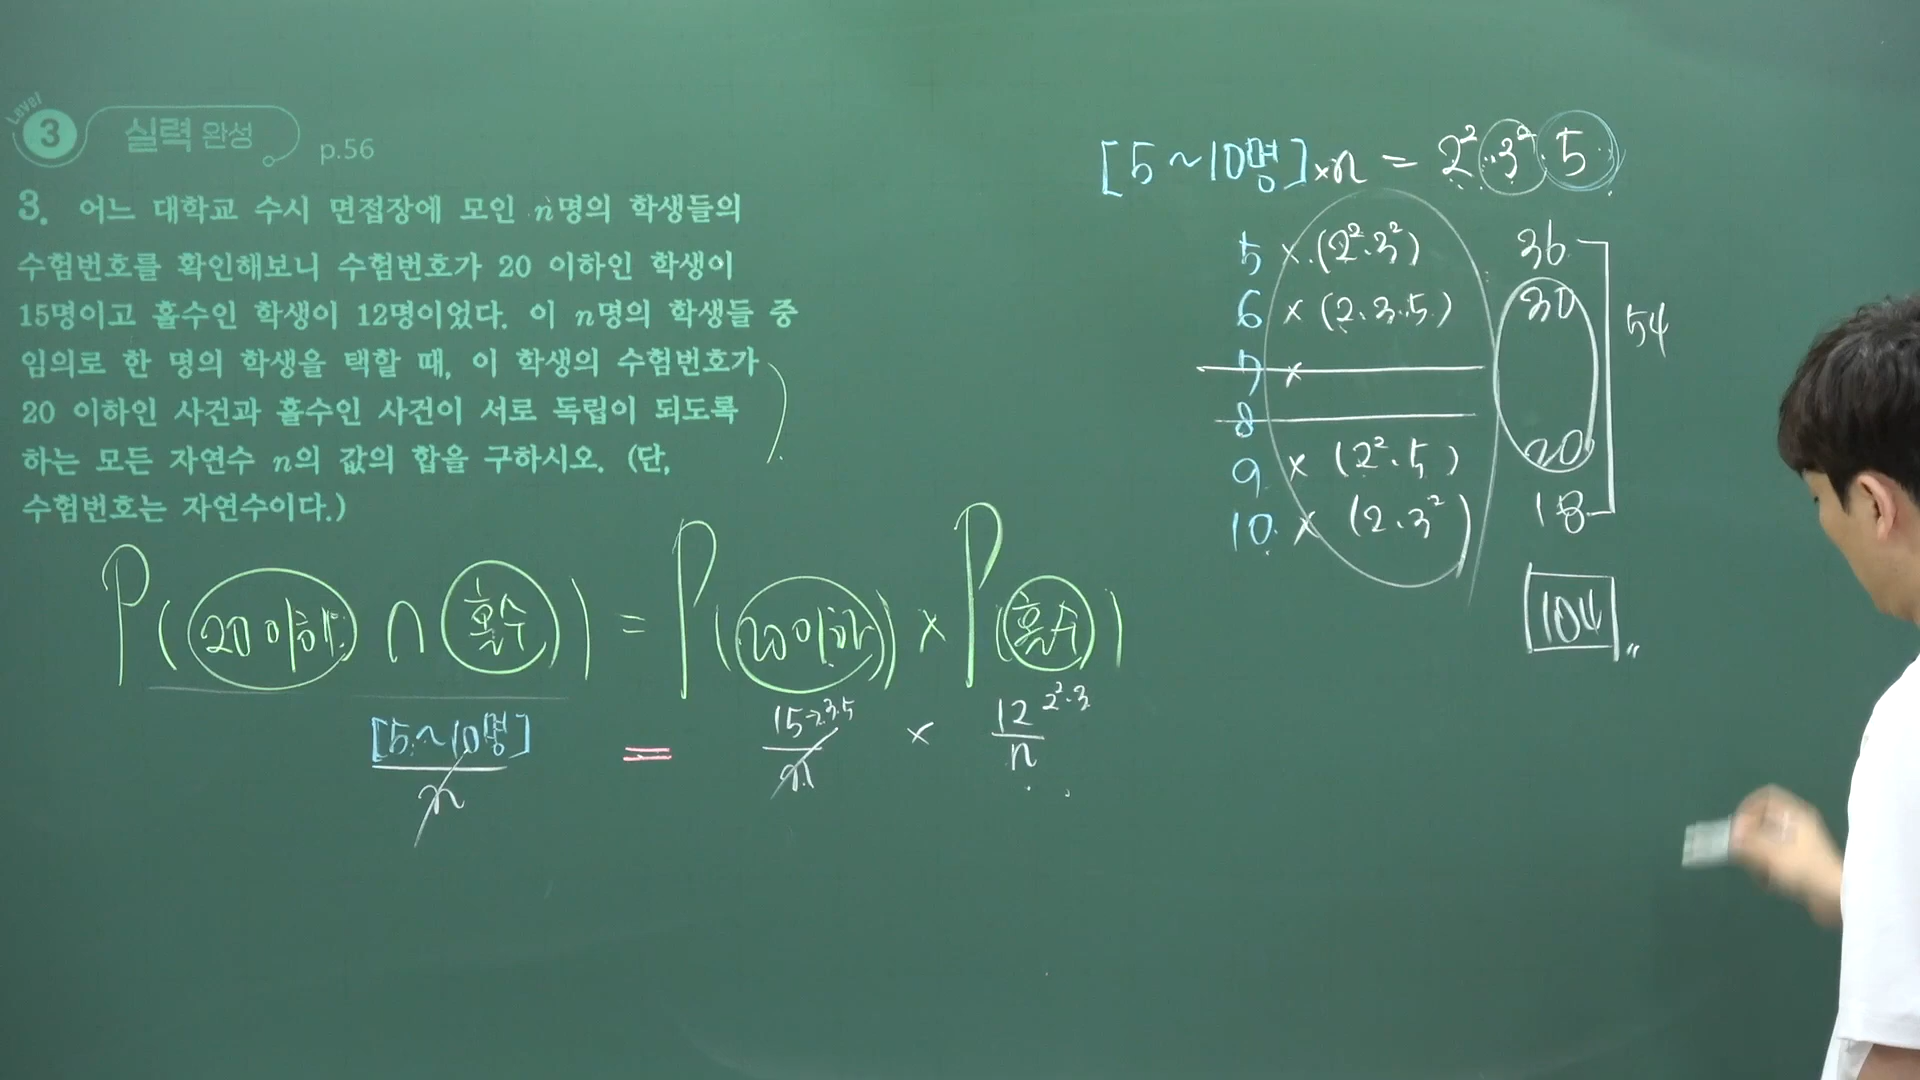 Level 3 실력 완성 p.56
3. 어느 대학교 수시 면접장에 모인 n명의 학생들의
수험번호를 확인해보니 수험번호가 20 이하인 학생이
15명이고 홀수인 학생이 12명이었다. 이 n명의 학생들 중
임의로 한 명의 학생을 택할 때, 이 학생의 수험번호가
20 이하인 사건과 홀수인 사건이 서로 독립이 되도록
하는 모든 자연수 n의 값의 합을 구하시오. (단,
수험번호는 자연수이다.)
P(20이하 ∩ 홀수) = P(20이하) × P(홀수)
[5~10명]/n = 15/n × 12/n
3·5
2²·3
[5~10명]×n = 2²·3²·5
5 × (2²·3²) 36
6 × (2·3·5) 30
7 ×
8
9 × (2²·5) 20
10 × (2·3²) 18
54
104